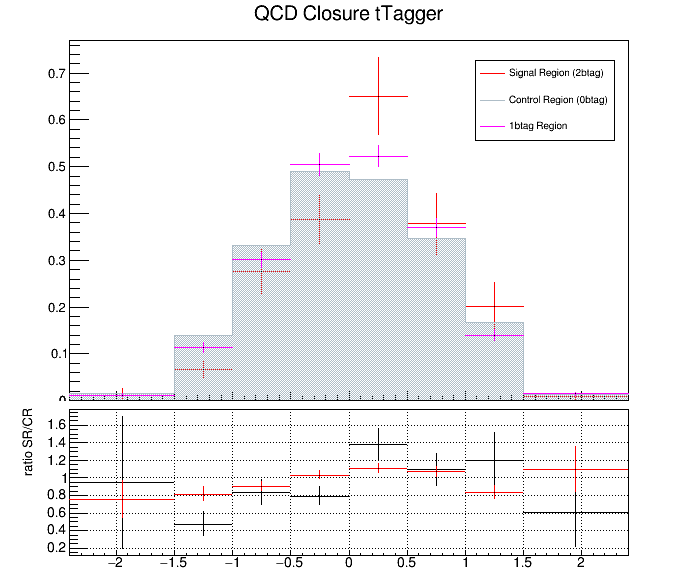 QCD Closure tTagger
0.7
0.6
0.5
0.4
0.3
0.2
0.1
0
Signal Region (2btag)
Control Region (0btag)
1btag Region
ratio SR/CR
1.6
1.4
1.2
1
0.8
0.6
0.4
0.2
−2 −1.5 −1 −0.5 0 0.5 1 1.5 2